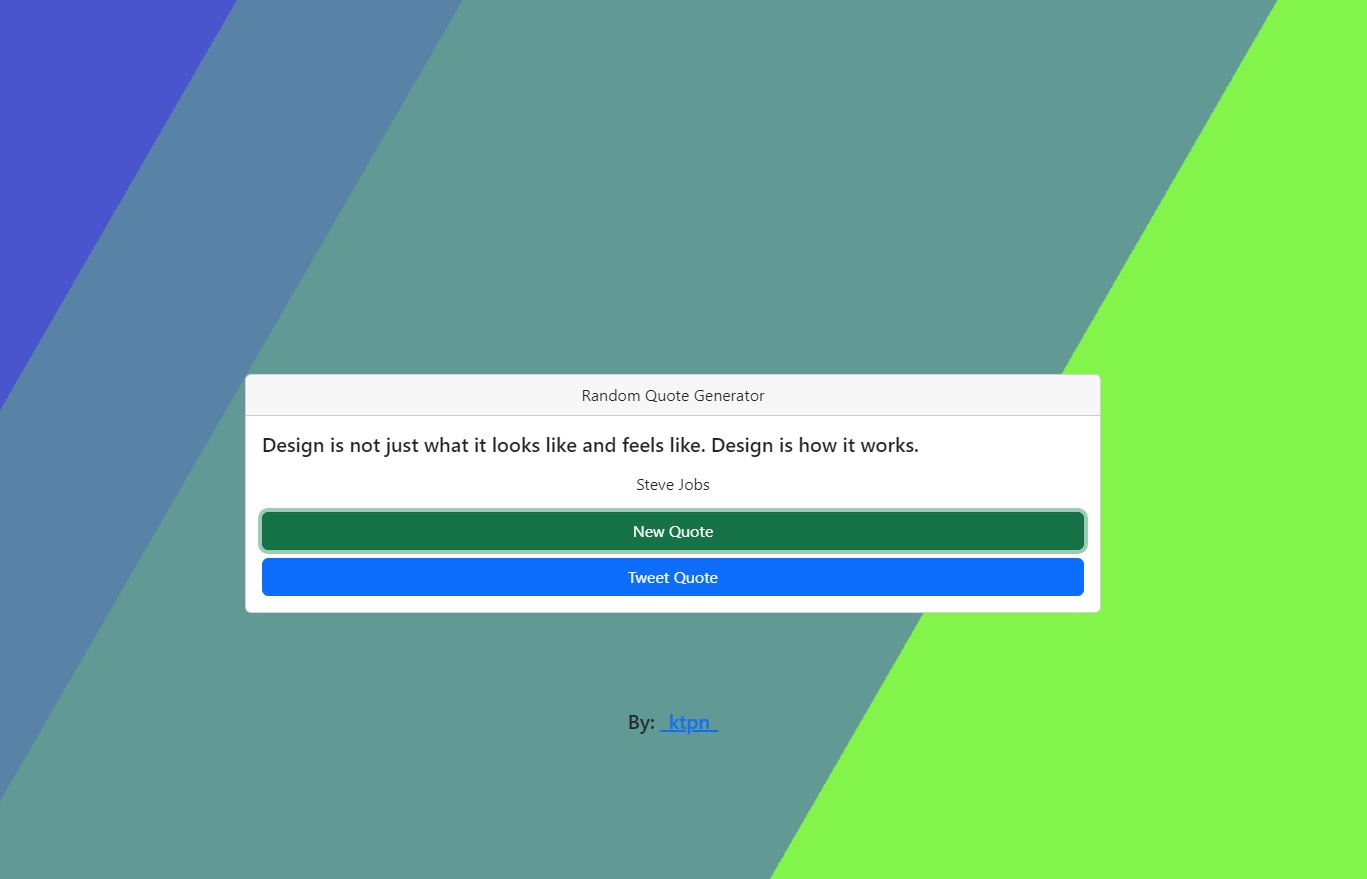 Random Quote Generator
Design is not just what it looks like and feels like. Design is how it works.
Steve Jobs
New Quote
Tweet Quote
By: _ktpn_